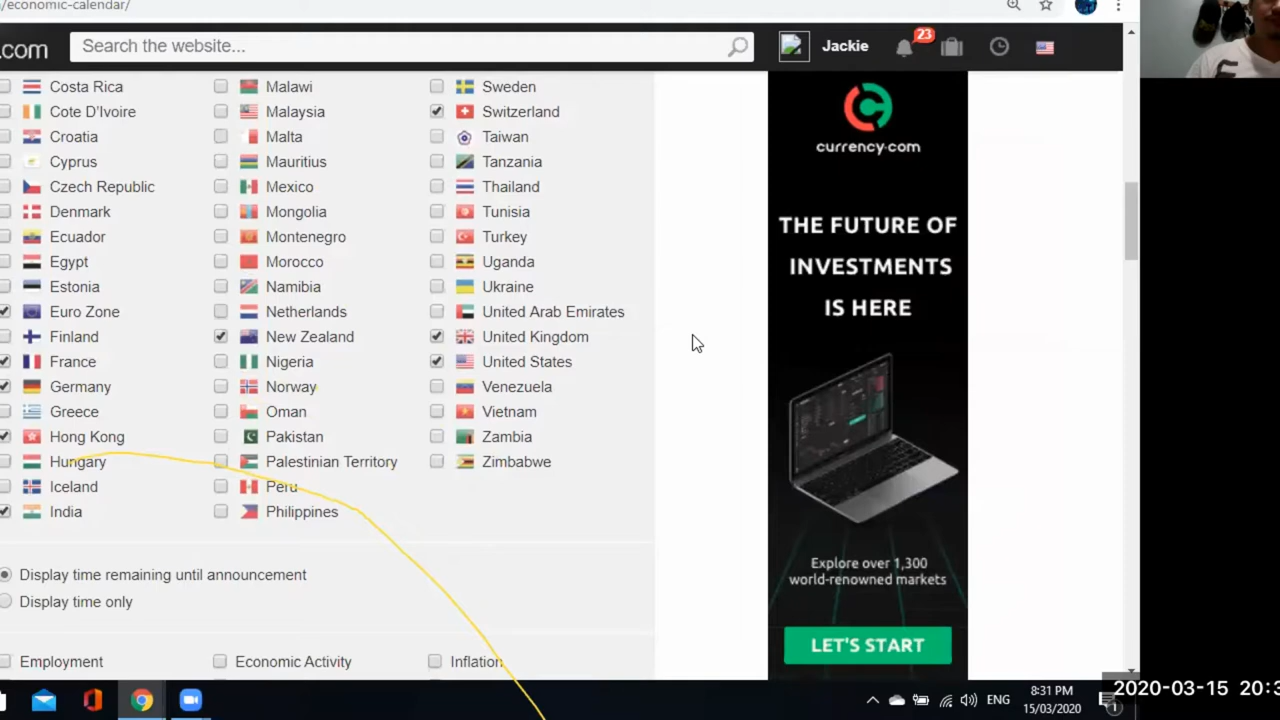 /economic-calendar/
.com
Search the website...
Jackie
23
Costa Rica
Malawi
Sweden
Cote D'Ivoire
Malaysia
Switzerland
Croatia
Malta
Taiwan
Cyprus
Mauritius
Tanzania
Czech Republic
Mexico
Thailand
Denmark
Mongolia
Tunisia
Ecuador
Montenegro
Turkey
Egypt
Morocco
Uganda
Estonia
Namibia
Ukraine
Euro Zone
Netherlands
United Arab Emirates
Finland
New Zealand
United Kingdom
France
Nigeria
United States
Germany
Norway
Venezuela
Greece
Oman
Vietnam
Hong Kong
Pakistan
Zambia
Hungary
Palestinian Territory
Zimbabwe
Iceland
Peru
India
Philippines
Display time remaining until announcement
Display time only
Employment
Economic Activity
Inflation
currency.com
THE FUTURE OF
INVESTMENTS
IS HERE
Explore over 1,300
world-renowned markets
LET'S START
ENG
8:31 PM
15/03/2020
1
2020-03-15 20:3